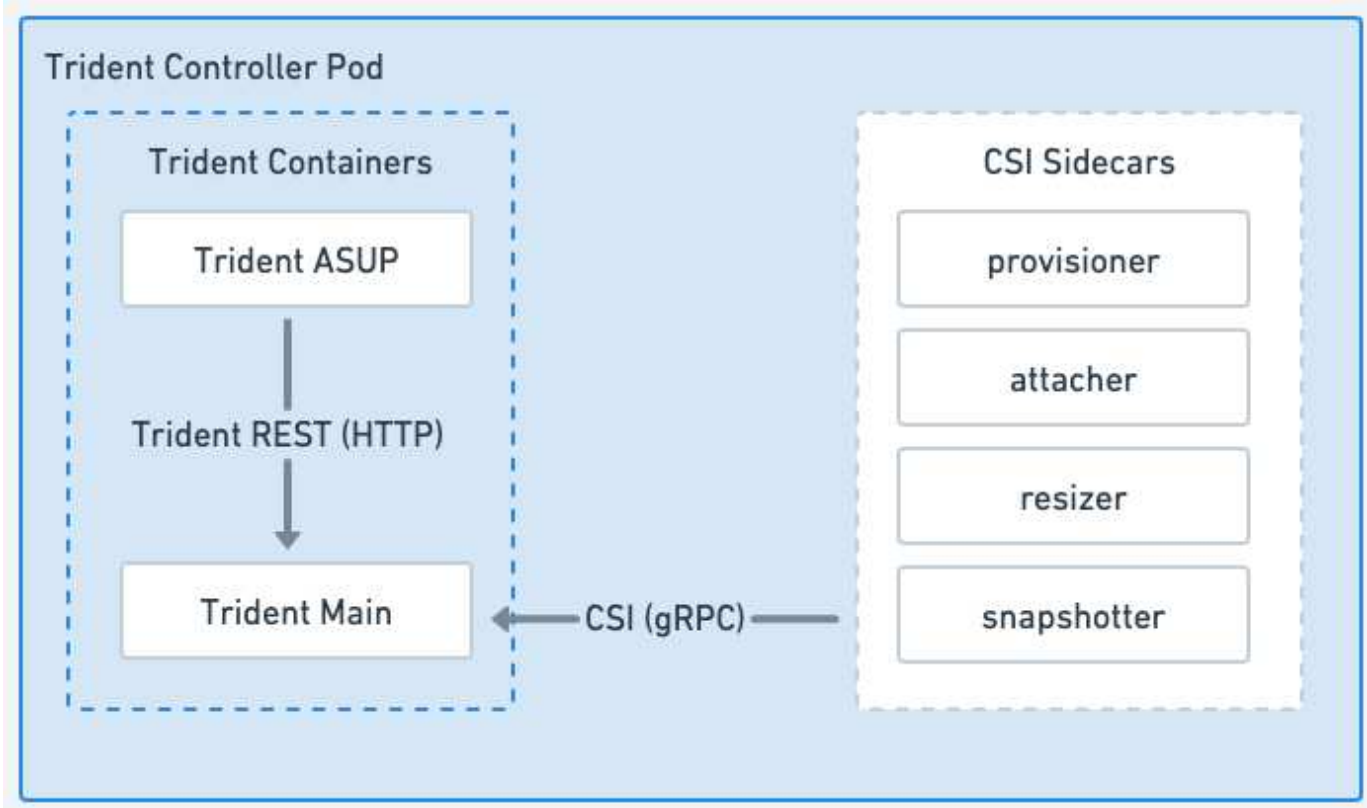 Trident Controller Pod
Trident Containers
Trident ASUP
Trident REST (HTTP)
Trident Main
CSI (gRPC)
CSI Sidecars
provisioner
attacher
resizer
snapshotter